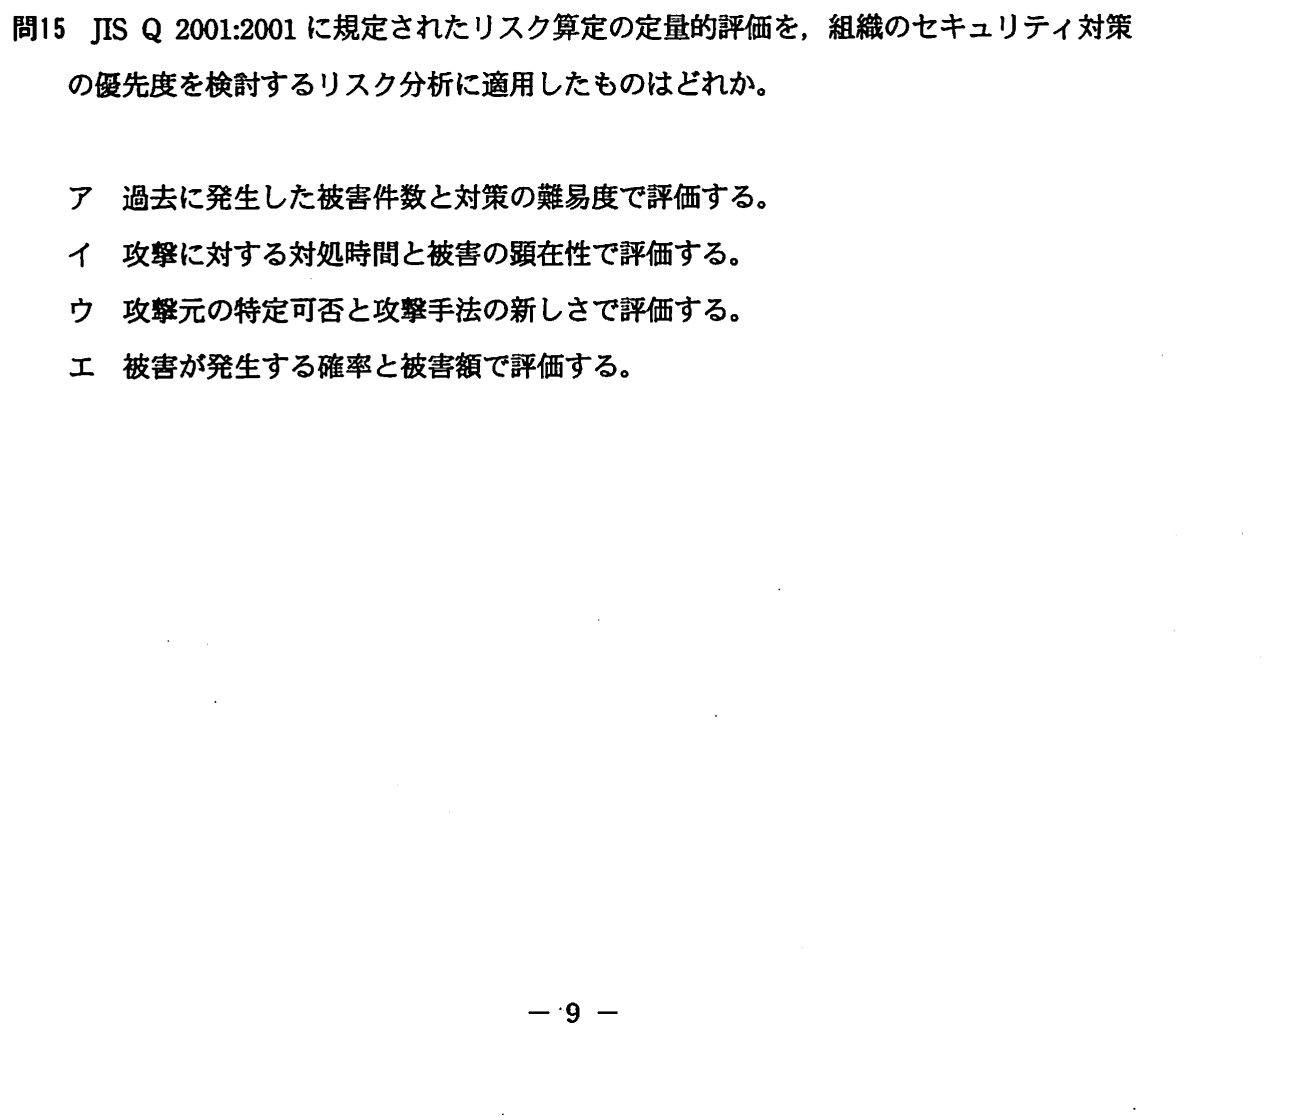 問15 JIS Q 2001:2001 に規定されたリスク算定の定量的評価を，組織のセキュリティ対策
の優先度を検討するリスク分析に適用したものはどれか。
ア 過去に発生した被害件数と対策の難易度で評価する。
イ 攻撃に対する対処時間と被害の顕在性で評価する。
ウ 攻撃元の特定可否と攻撃手法の新しさで評価する。
エ 被害が発生する確率と被害額で評価する。
— 9 —